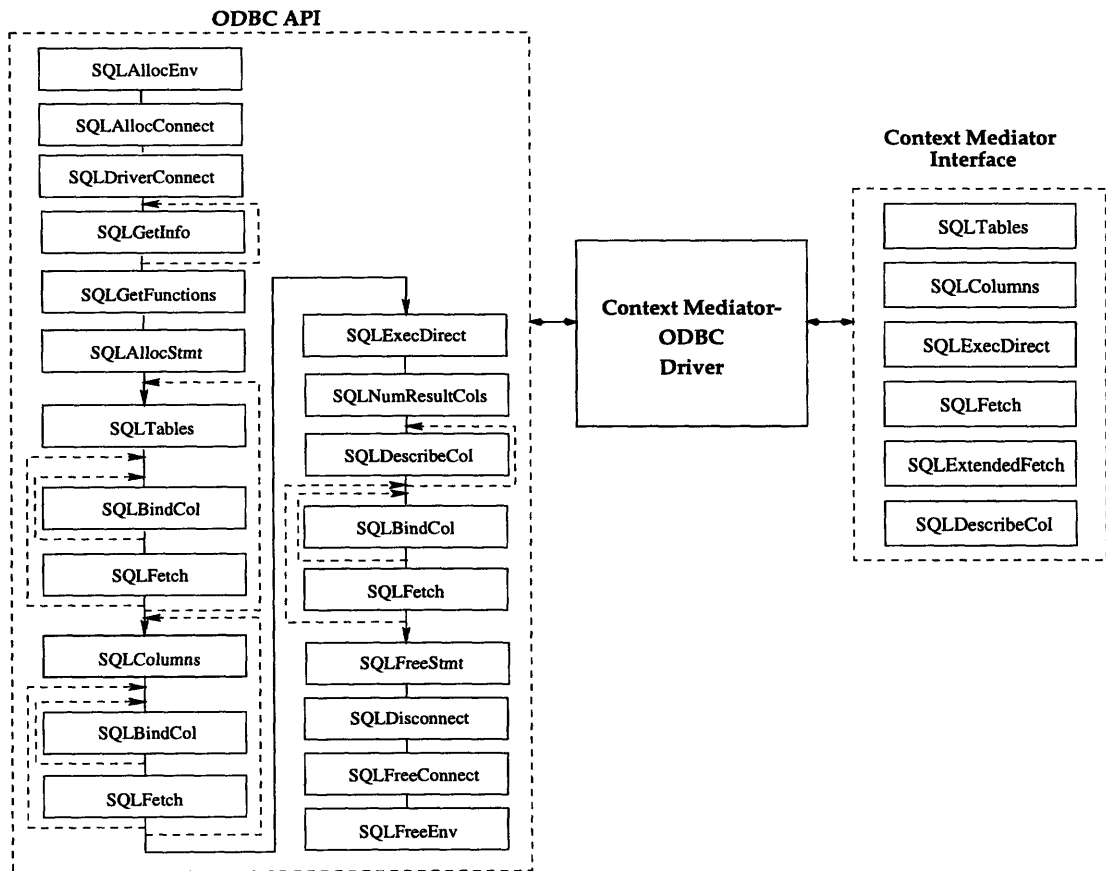 ODBC API
SQLAllocEnv
SQLAllocConnect
SQLDriverConnect
SQLGetInfo
SQLGetFunctions
SQLAllocStmt
SQLTables
SQLBindCol
SQLFetch
SQLColumns
SQLBindCol
SQLFetch
SQLExecDirect
SQLNumResultCols
SQLDescribeCol
SQLBindCol
SQLFetch
SQLFreeStmt
SQLDisconnect
SQLFreeConnect
SQLFreeEnv
Context Mediator-
ODBC
Driver
Context Mediator
Interface
SQLTables
SQLColumns
SQLExecDirect
SQLFetch
SQLExtendedFetch
SQLDescribeCol